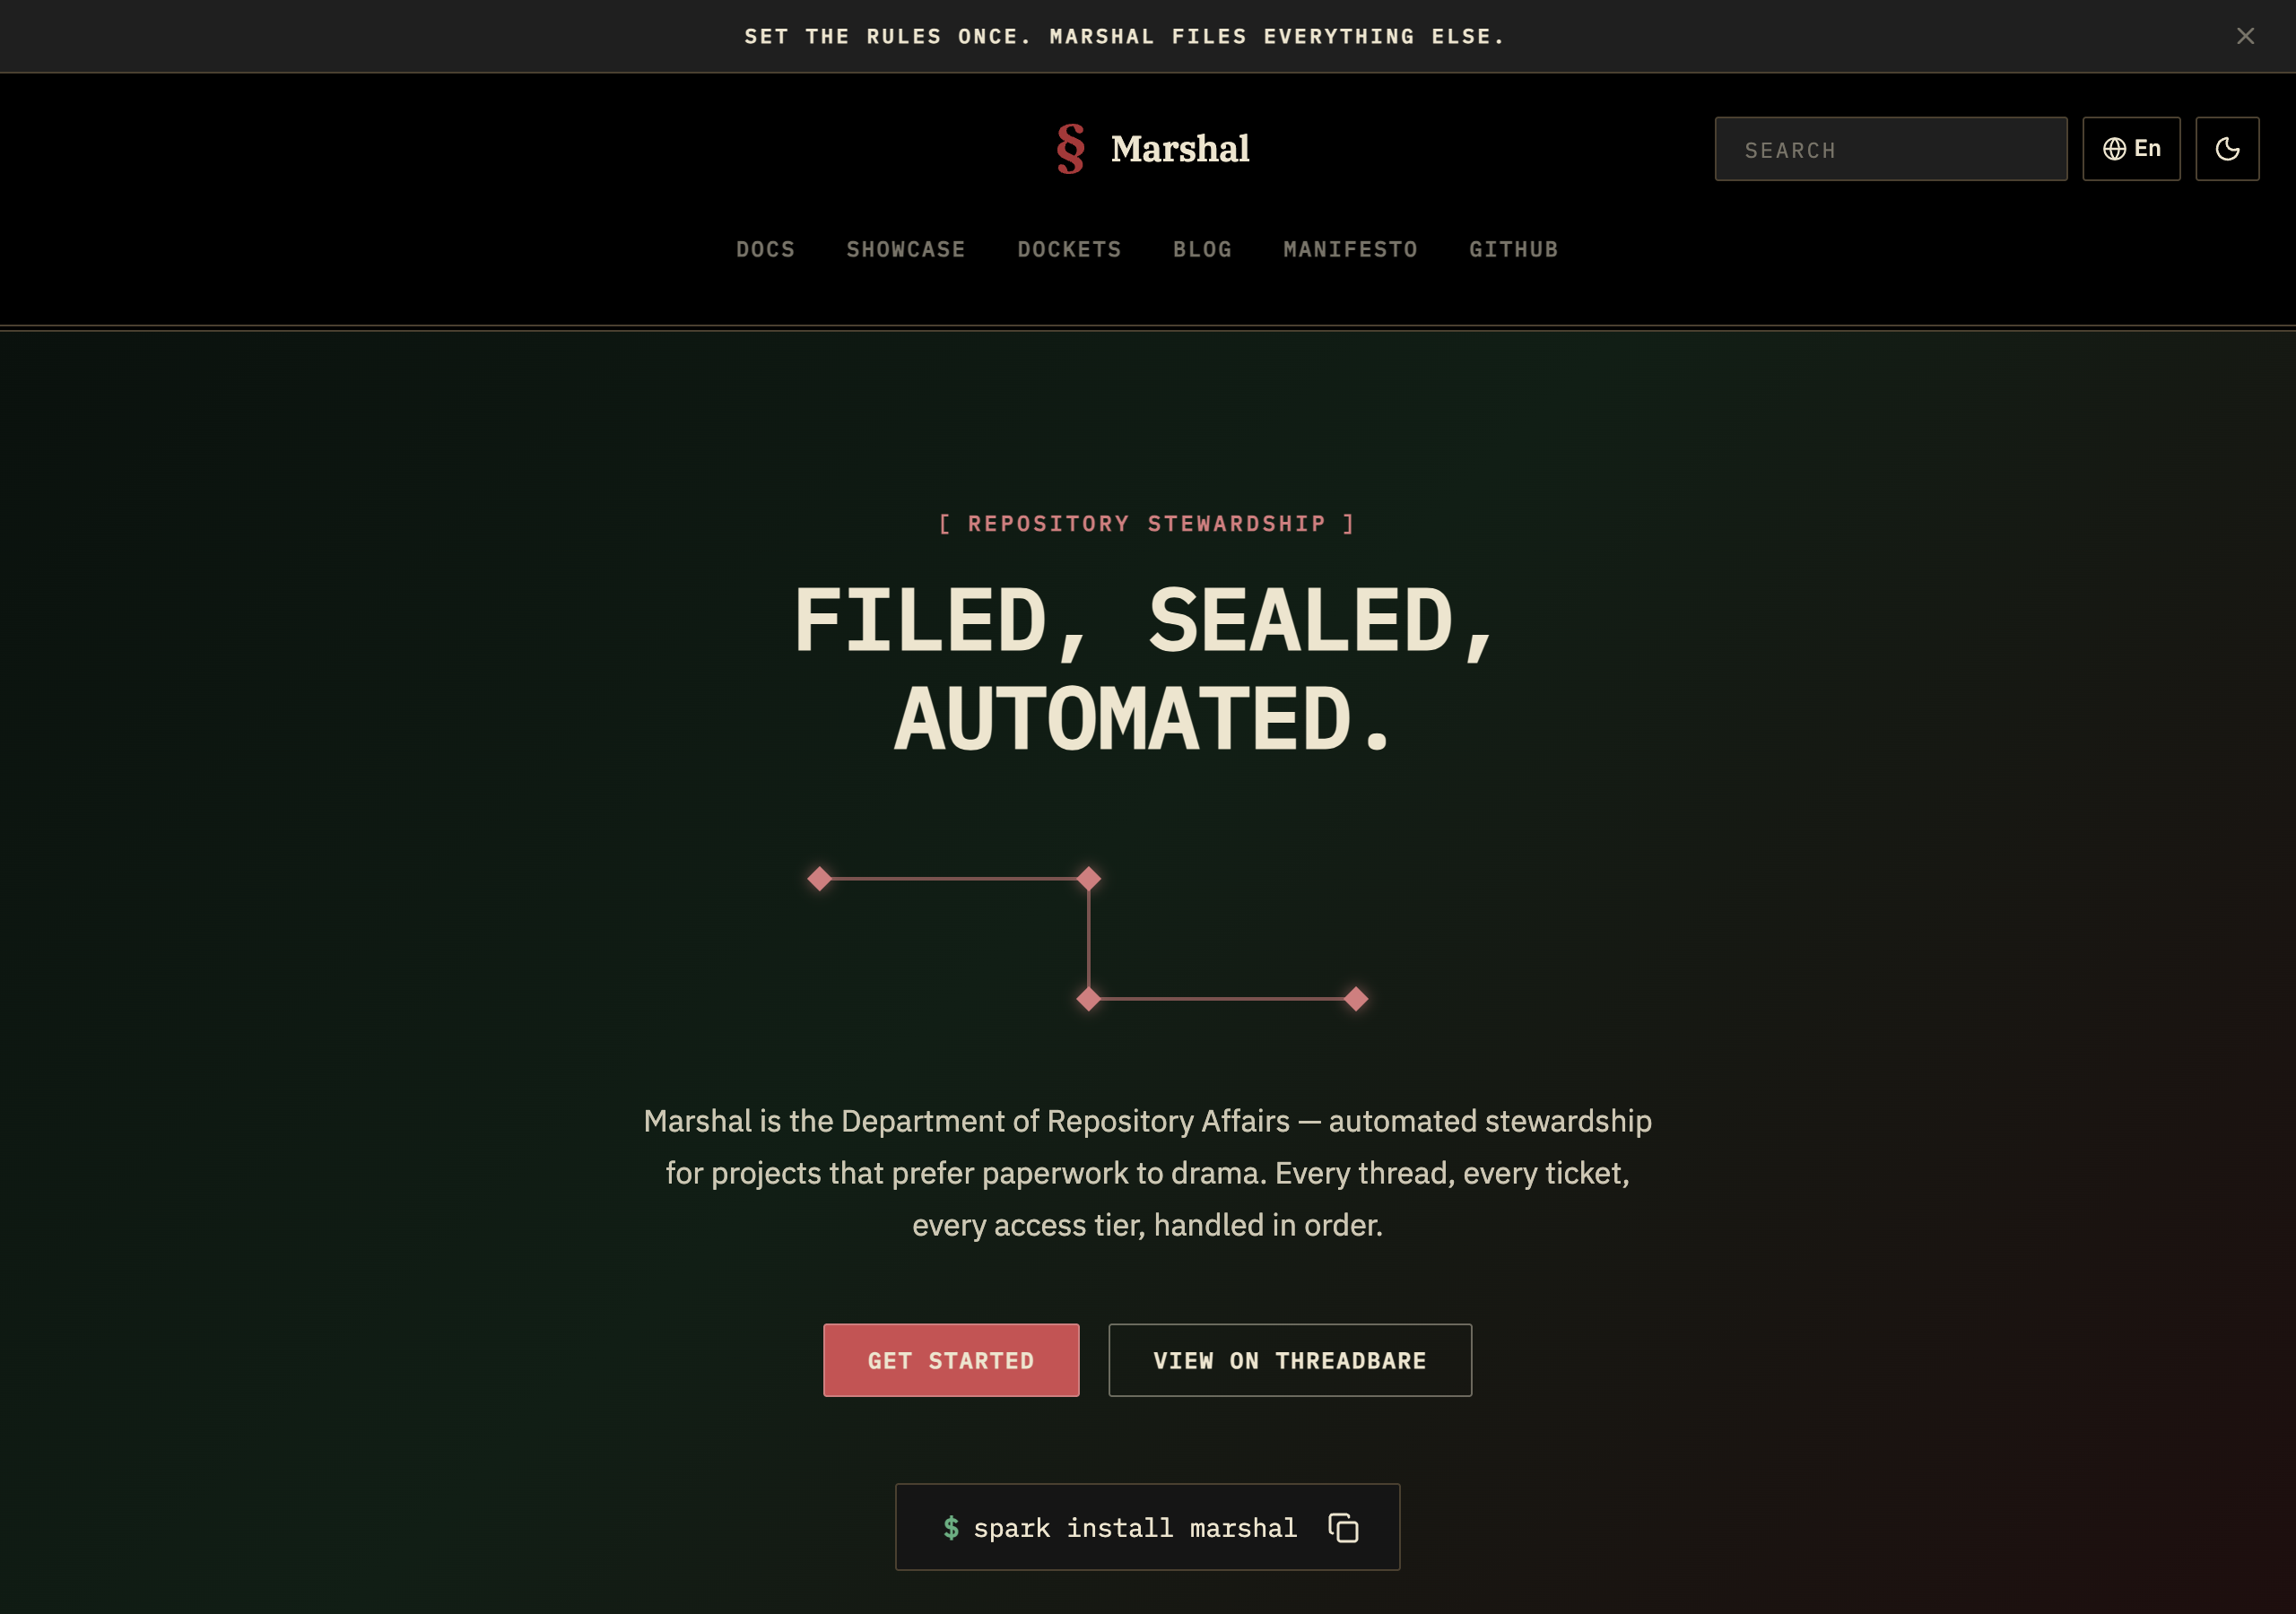 SET THE RULES ONCE. MARSHAL FILES EVERYTHING ELSE.
§ Marshal
SEARCH
En
DOCS SHOWCASE DOCKETS BLOG MANIFESTO GITHUB
[ REPOSITORY STEWARDSHIP ]
FILED, SEALED,
AUTOMATED.
Marshal is the Department of Repository Affairs — automated stewardship
for projects that prefer paperwork to drama. Every thread, every ticket,
every access tier, handled in order.
GET STARTED
VIEW ON THREADBARE
$ spark install marshal